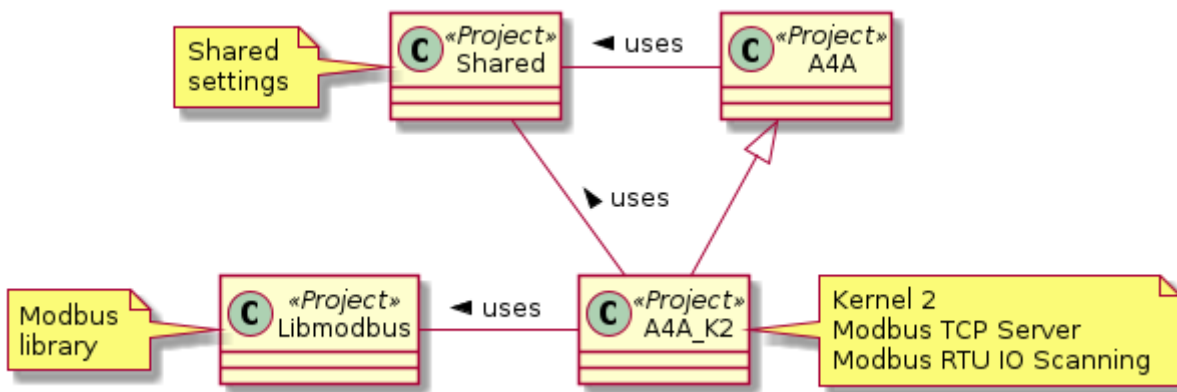 Shared
settings
C
«Project»
Shared
◄ uses
C
«Project»
A4A
◄ uses
Modbus
library
C
«Project»
Libmodbus
◄ uses
C
«Project»
A4A_K2
Kernel 2
Modbus TCP Server
Modbus RTU IO Scanning